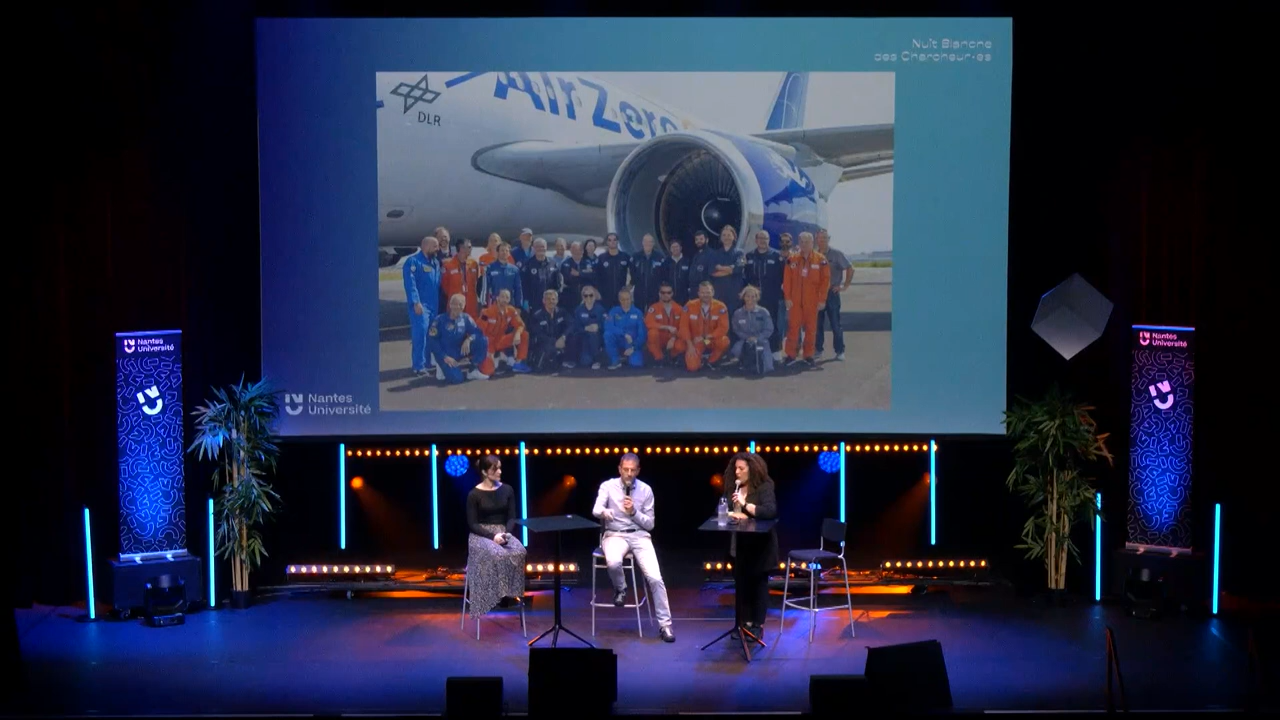 Nuit Blanche
des Chercheur·es
AirZero
DLR
Nantes
Université
Nantes
Université
Nantes
Université